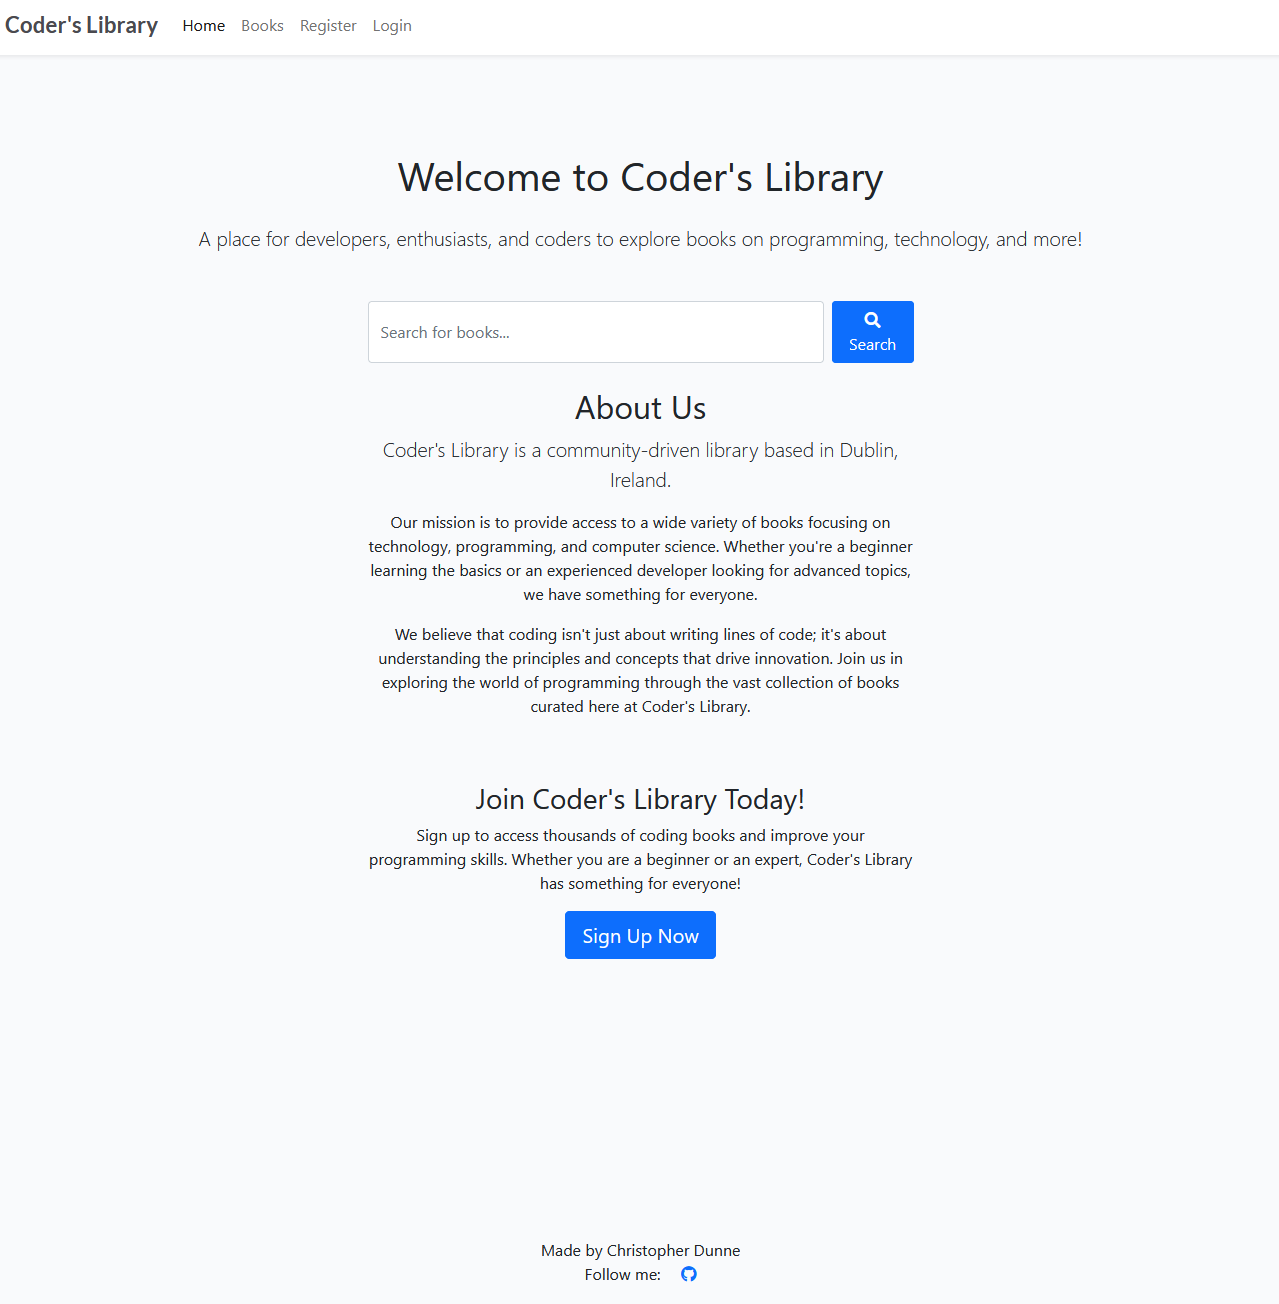 Coder's Library Home Books Register Login
Welcome to Coder's Library
A place for developers, enthusiasts, and coders to explore books on programming, technology, and more!
Search for books...
Search
About Us
Coder's Library is a community-driven library based in Dublin,
Ireland.
Our mission is to provide access to a wide variety of books focusing on
technology, programming, and computer science. Whether you're a beginner
learning the basics or an experienced developer looking for advanced topics,
we have something for everyone.
We believe that coding isn't just about writing lines of code; it's about
understanding the principles and concepts that drive innovation. Join us in
exploring the world of programming through the vast collection of books
curated here at Coder's Library.
Join Coder's Library Today!
Sign up to access thousands of coding books and improve your
programming skills. Whether you are a beginner or an expert, Coder's Library
has something for everyone!
Sign Up Now
Made by Christopher Dunne
Follow me: